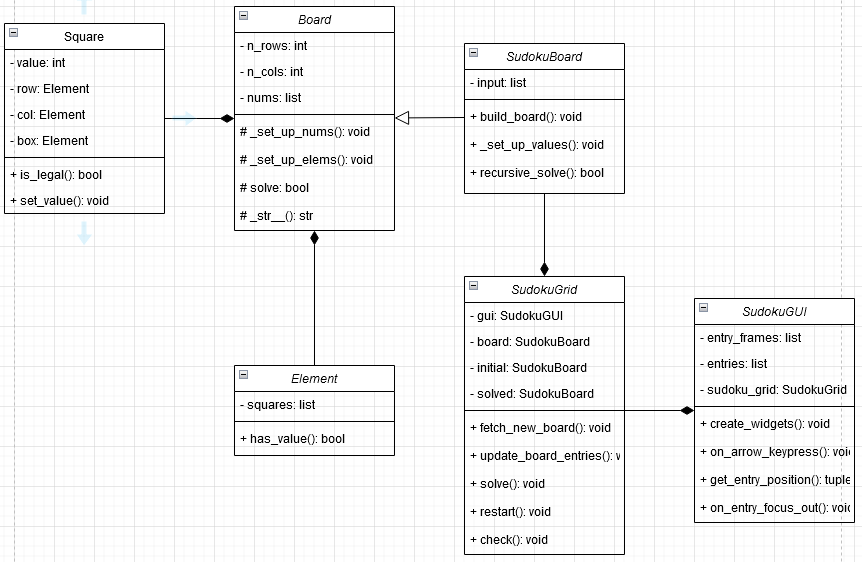 Square
- value: int
- row: Element
- col: Element
- box: Element
+ is_legal(): bool
+ set_value(): void
Board
- n_rows: int
- n_cols: int
- nums: list
# _set_up_nums(): void
# _set_up_elems(): void
# solve: bool
# _str__(): str
SudokuBoard
- input: list
+ build_board(): void
+ _set_up_values(): void
+ recursive_solve(): bool
Element
- squares: list
+ has_value(): bool
SudokuGrid
- gui: SudokuGUI
- board: SudokuBoard
- initial: SudokuBoard
- solved: SudokuBoard
+ fetch_new_board(): void
+ update_board_entries():
+ solve(): void
+ restart(): void
+ check(): void
SudokuGUI
- entry_frames: list
- entries: list
- sudoku_grid: SudokuGrid
+ create_widgets(): void
+ on_arrow_keypress():
+ get_entry_position(): tuple
+ on_entry_focus_out():